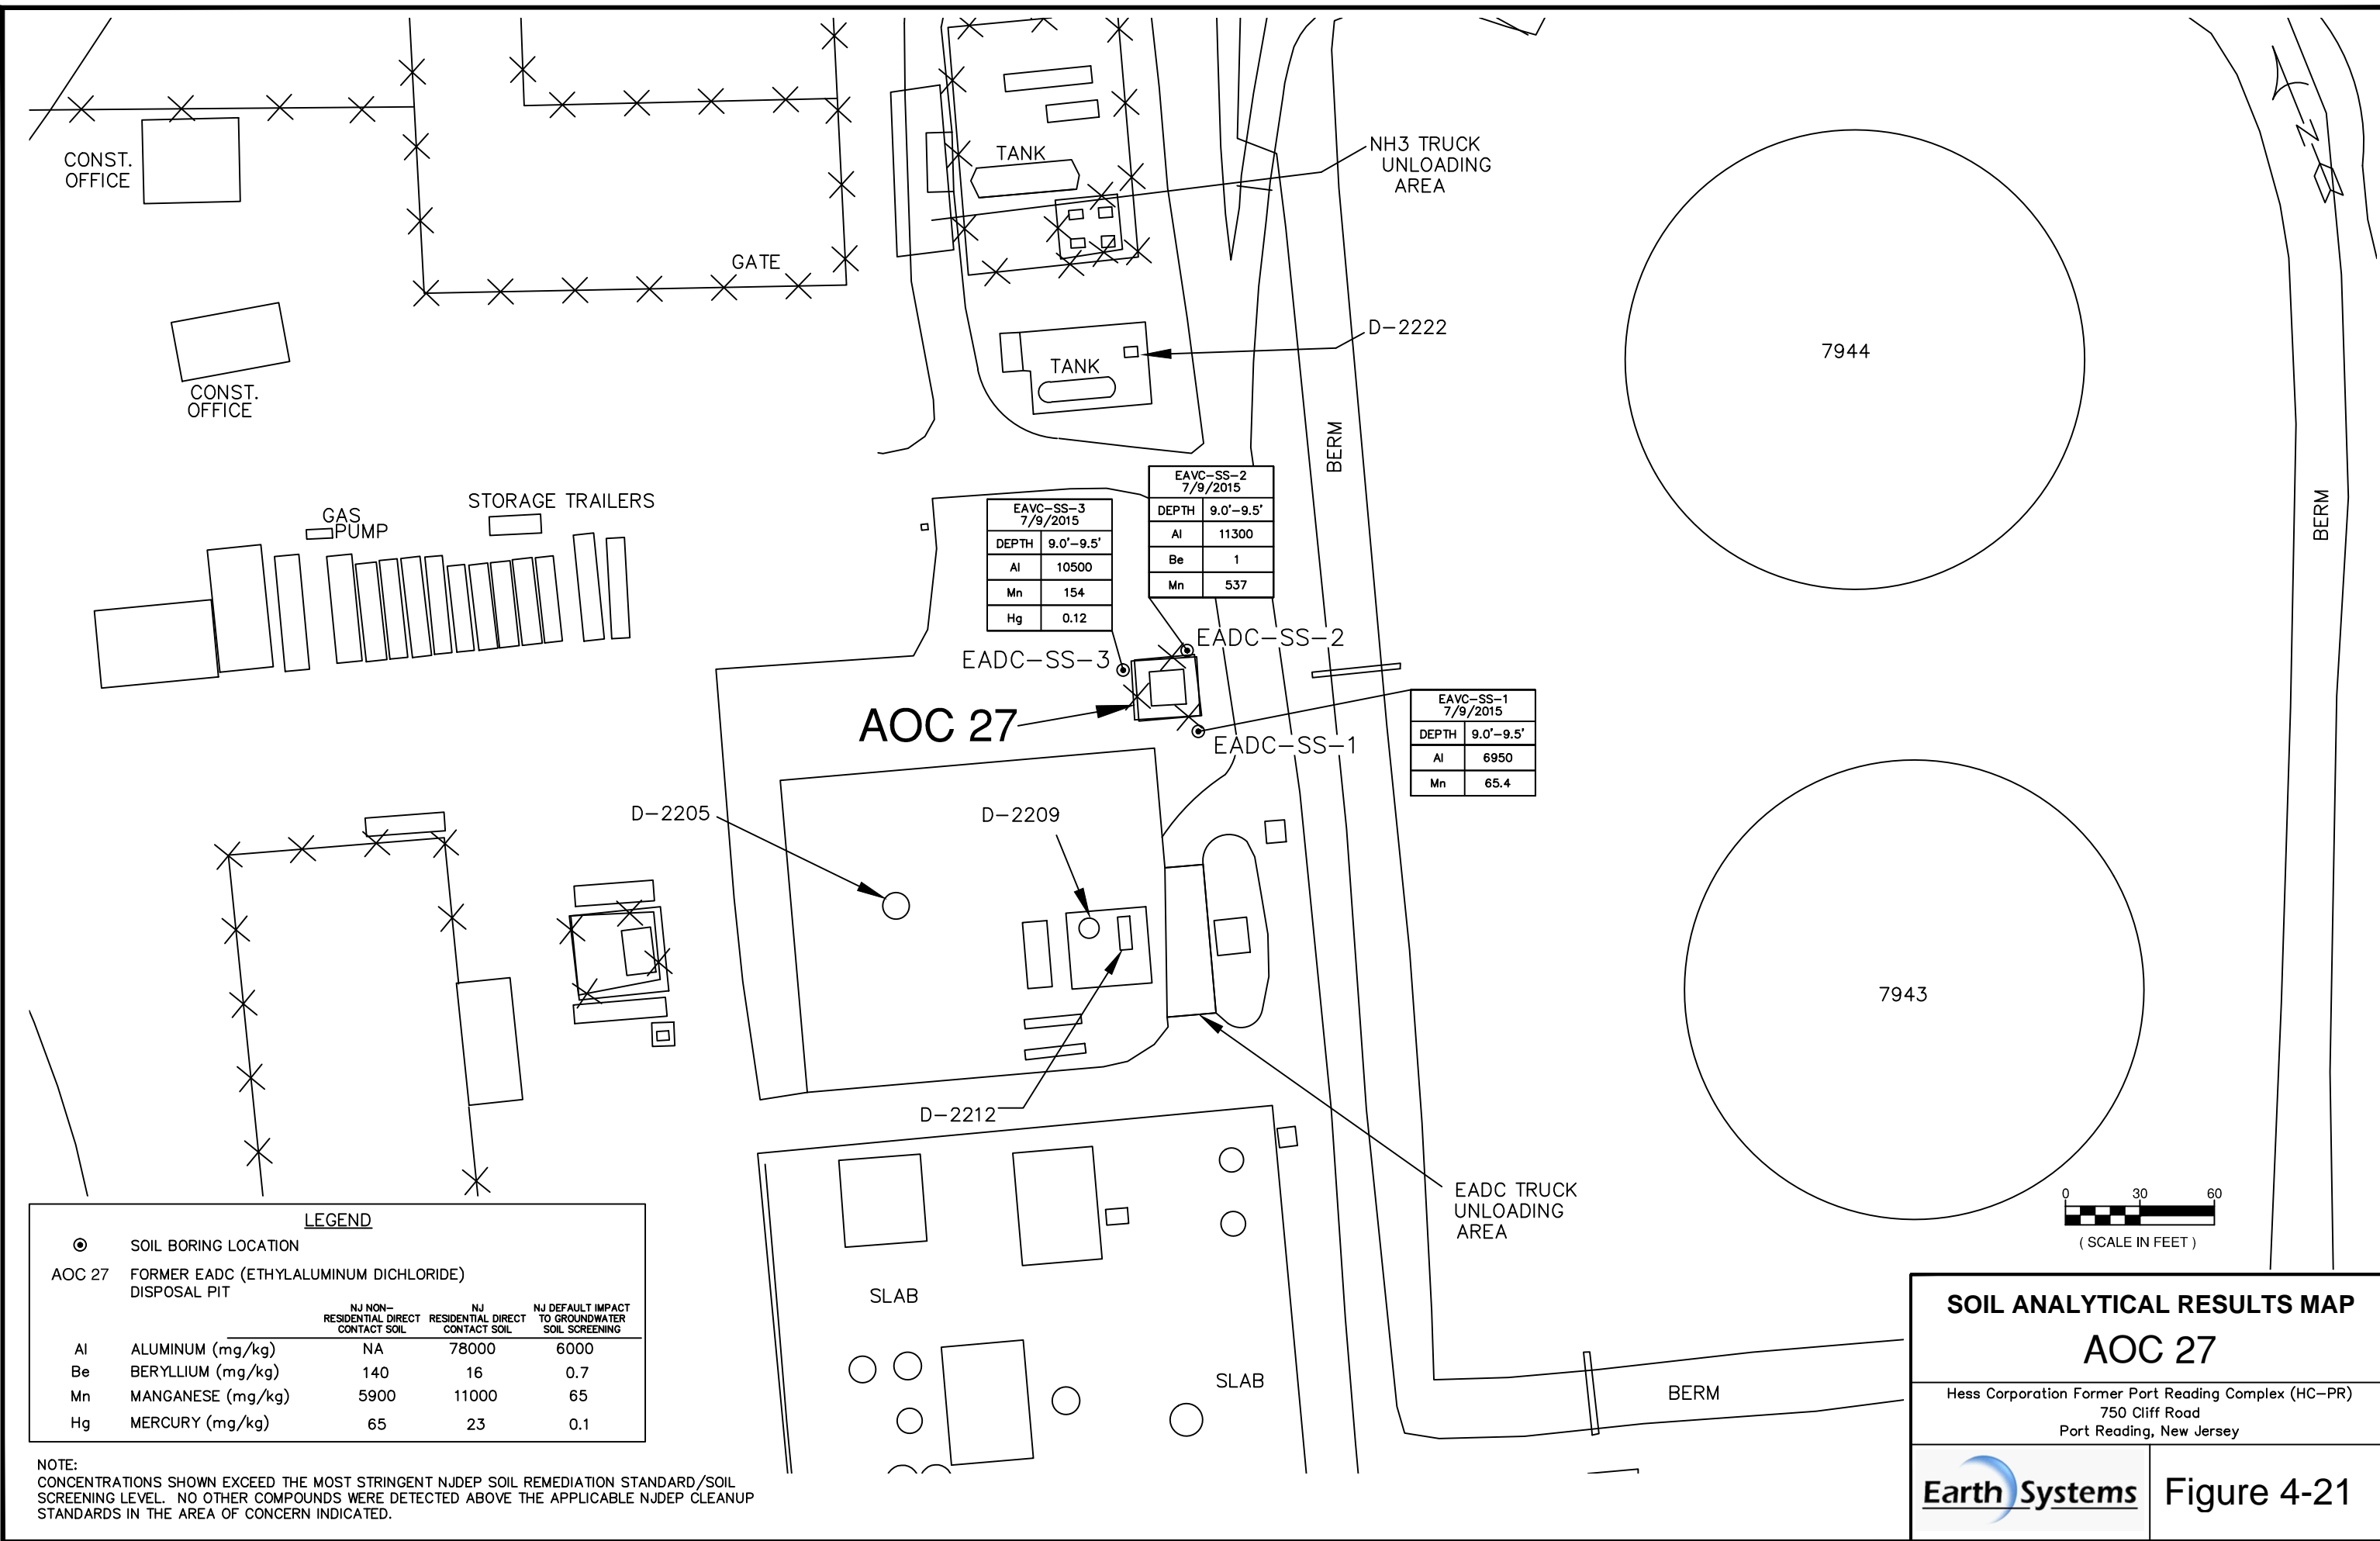 CONST.
OFFICE
CONST.
OFFICE
GATE
TANK
NH3 TRUCK
UNLOADING
AREA
D-2222
TANK
7944
N
BERM
BERM
STORAGE TRAILERS
GAS
PUMP
EAVC-SS-3
7/9/2015
DEPTH 9.0'-9.5'
Al 10500
Mn 154
Hg 0.12
EAVC-SS-2
7/9/2015
DEPTH 9.0'-9.5'
Al 11300
Be 1
Mn 537
EADC-SS-2
EADC-SS-3
AOC 27
EADC-SS-1
EAVC-SS-1
7/9/2015
DEPTH 9.0'-9.5'
Al 6950
Mn 65.4
D-2205
D-2209
7943
D-2212
EADC TRUCK
UNLOADING
AREA
SLAB
SLAB
BERM
0 30 60
( SCALE IN FEET )
LEGEND
SOIL BORING LOCATION
AOC 27 FORMER EADC (ETHYLALUMINUM DICHLORIDE)
DISPOSAL PIT
NJ NON-
RESIDENTIAL DIRECT
CONTACT SOIL
NJ
RESIDENTIAL DIRECT
CONTACT SOIL
NJ DEFAULT IMPACT
TO GROUNDWATER
SOIL SCREENING
Al ALUMINUM (mg/kg) NA 78000 6000
Be BERYLLIUM (mg/kg) 140 16 0.7
Mn MANGANESE (mg/kg) 5900 11000 65
Hg MERCURY (mg/kg) 65 23 0.1
NOTE:
CONCENTRATIONS SHOWN EXCEED THE MOST STRINGENT NJDEP SOIL REMEDIATION STANDARD/SOIL
SCREENING LEVEL. NO OTHER COMPOUNDS WERE DETECTED ABOVE THE APPLICABLE NJDEP CLEANUP
STANDARDS IN THE AREA OF CONCERN INDICATED.
SOIL ANALYTICAL RESULTS MAP
AOC 27
Hess Corporation Former Port Reading Complex (HC-PR)
750 Cliff Road
Port Reading, New Jersey
Earth Systems
Figure 4-21